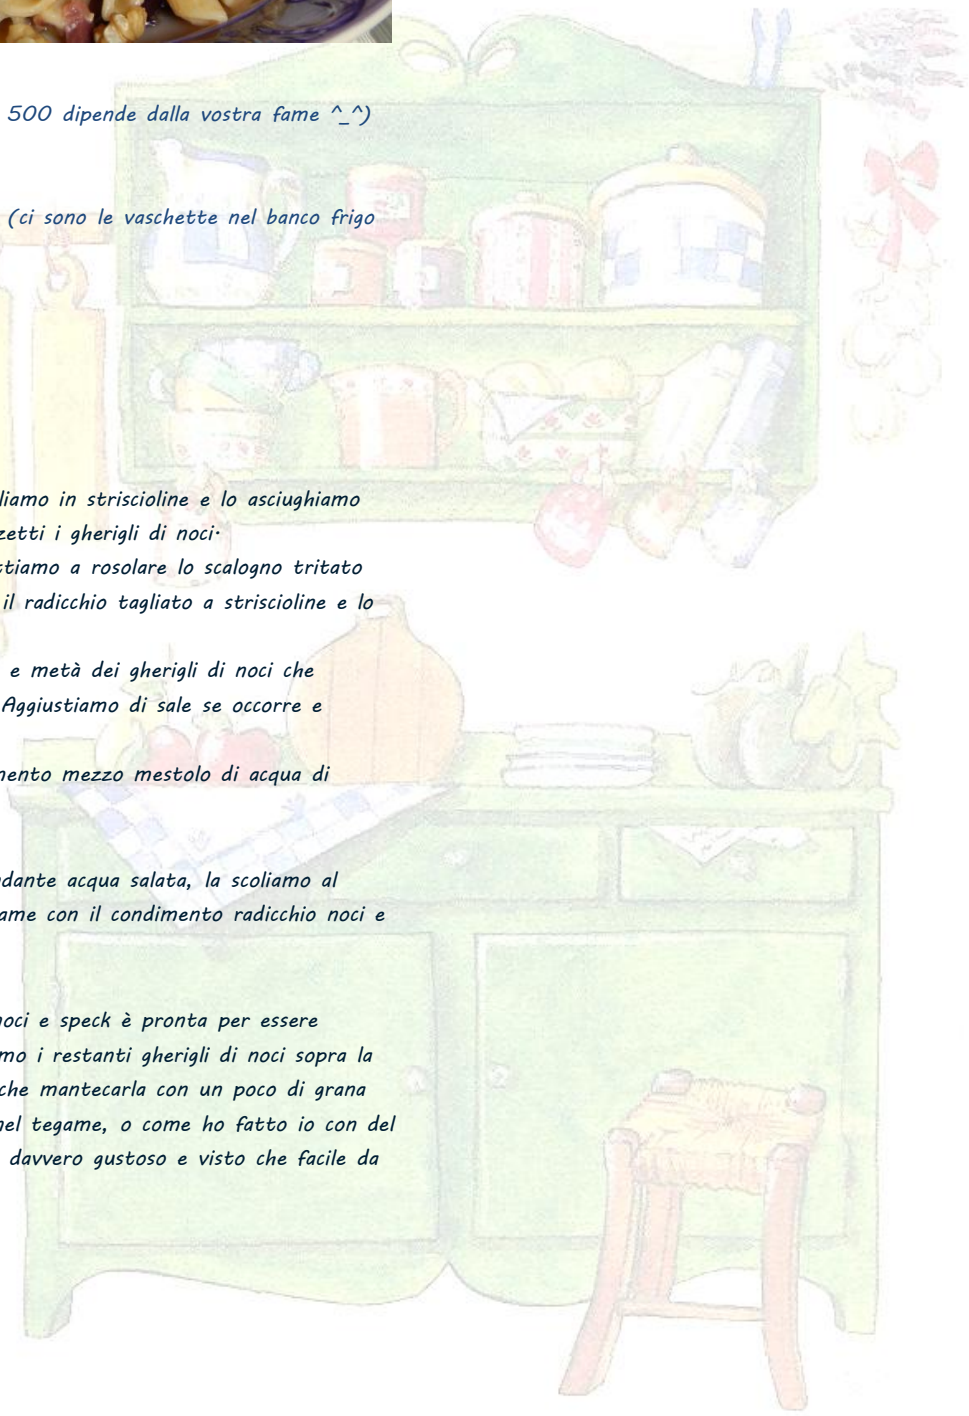 500 dipende dalla vostra fame ^_^)
(ci sono le vaschette nel banco frigo
liamo in striscioline e lo asciughiamo
zetti i gherigli di noci.
ttiamo a rosolare lo scalogno tritato
il radicchio tagliato a striscioline e lo
e metà dei gherigli di noci che
Aggiustiamo di sale se occorre e
mento mezzo mestolo di acqua di
dante acqua salata, la scoliamo al
ame con il condimento radicchio noci e
noci e speck è pronta per essere
mo i restanti gherigli di noci sopra la
che mantecarla con un poco di grana
nel tegame, o come ho fatto io con del
davvero gustoso e visto che facile da